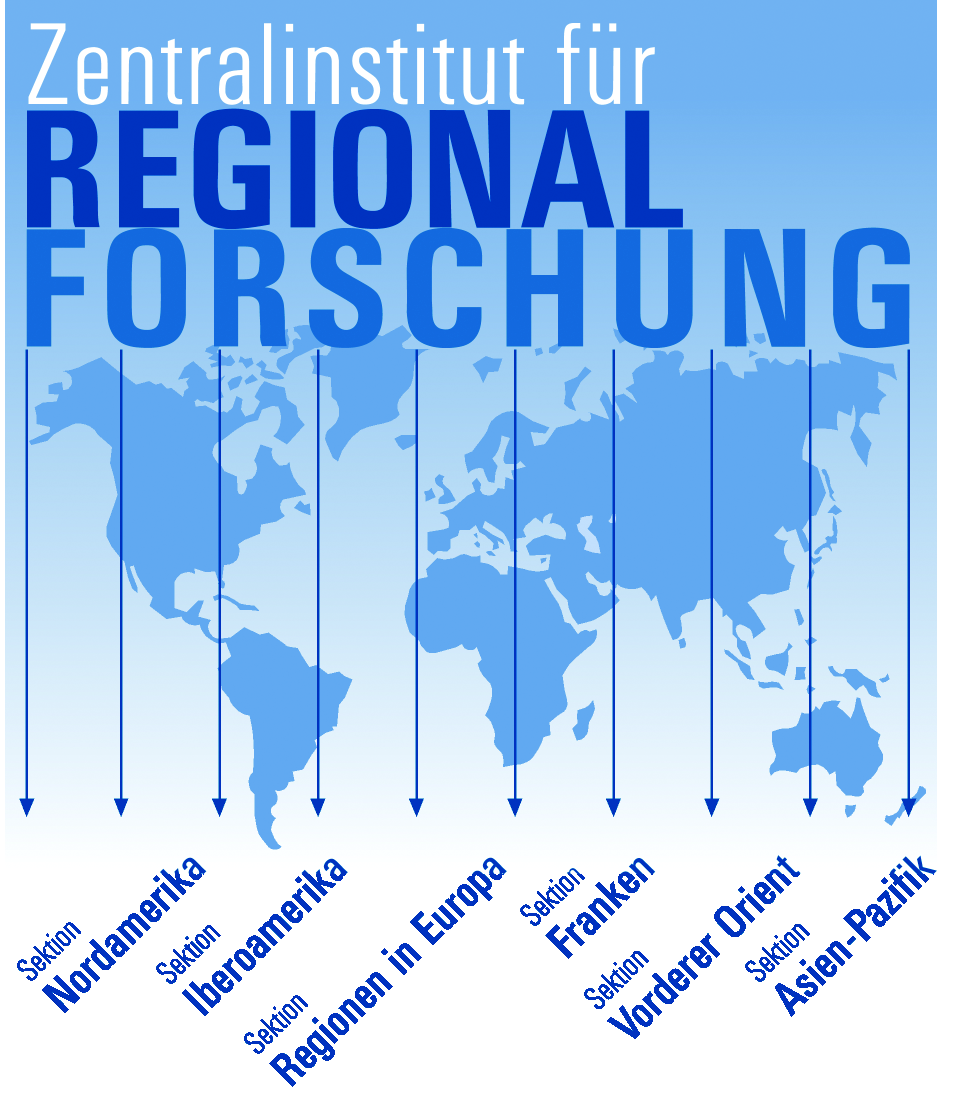 Zentralinstitut für
REGIONAL
FORSCHUNG
Sektion
Nordamerika
Sektion
Iberoamerika
Sektion
Regionen in Europa
Sektion
Franken
Sektion
Vorderer Orient
Sektion
Asien-Pazifik